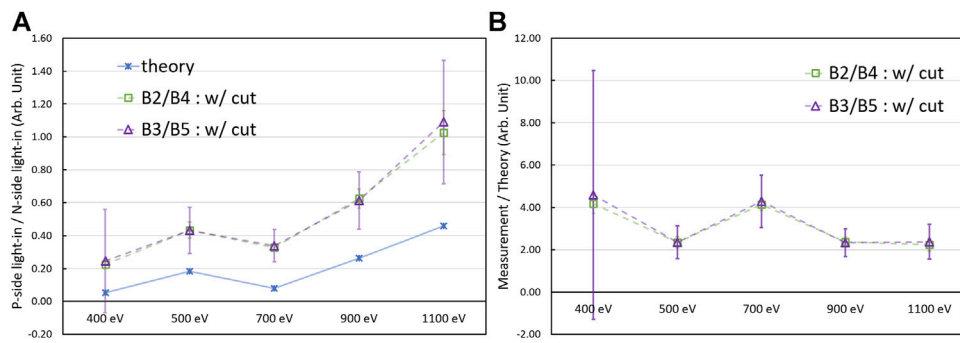 A
P-side light-in / N-side light-in (Arb. Unit)
1.60
1.40
1.20
1.00
0.80
0.60
0.40
0.20
0.00
-0.20
theory
B2/B4 : w/ cut
B3/B5 : w/ cut
400 eV 500 eV 700 eV 900 eV 1100 eV
B
Measurement / Theory (Arb. Unit)
12.00
10.00
8.00
6.00
4.00
2.00
0.00
-2.00
B2/B4 : w/ cut
B3/B5 : w/ cut
400 eV 500 eV 700 eV 900 eV 1100 eV